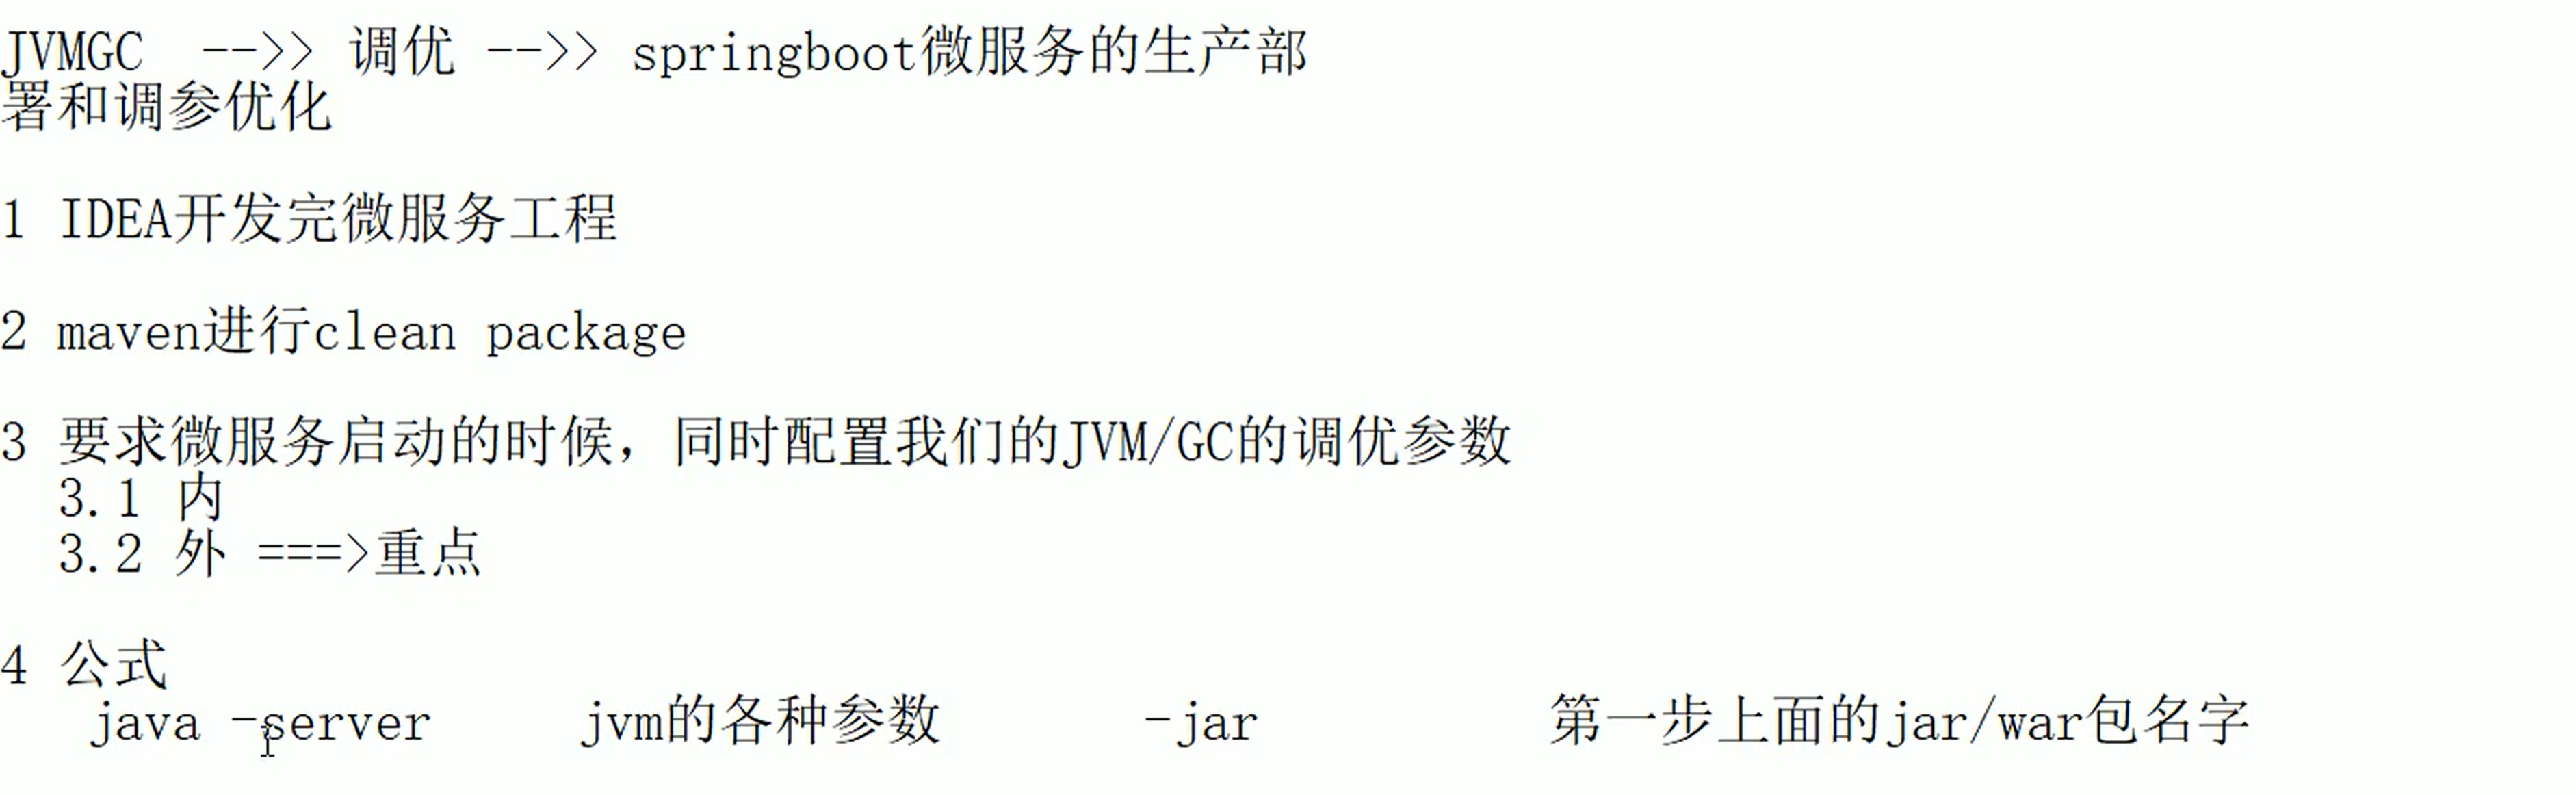 JVMGC  -->> 调优 -->> springboot微服务的生产部
署和调参优化
1 IDEA开发完微服务工程
2 maven进行clean package
3 要求微服务启动的时候，同时配置我们的JVM/GC的调优参数
3.1 内
3.2 外 ===>重点
4 公式
java -server     jvm的各种参数     -jar     第一步上面的jar/war包名字